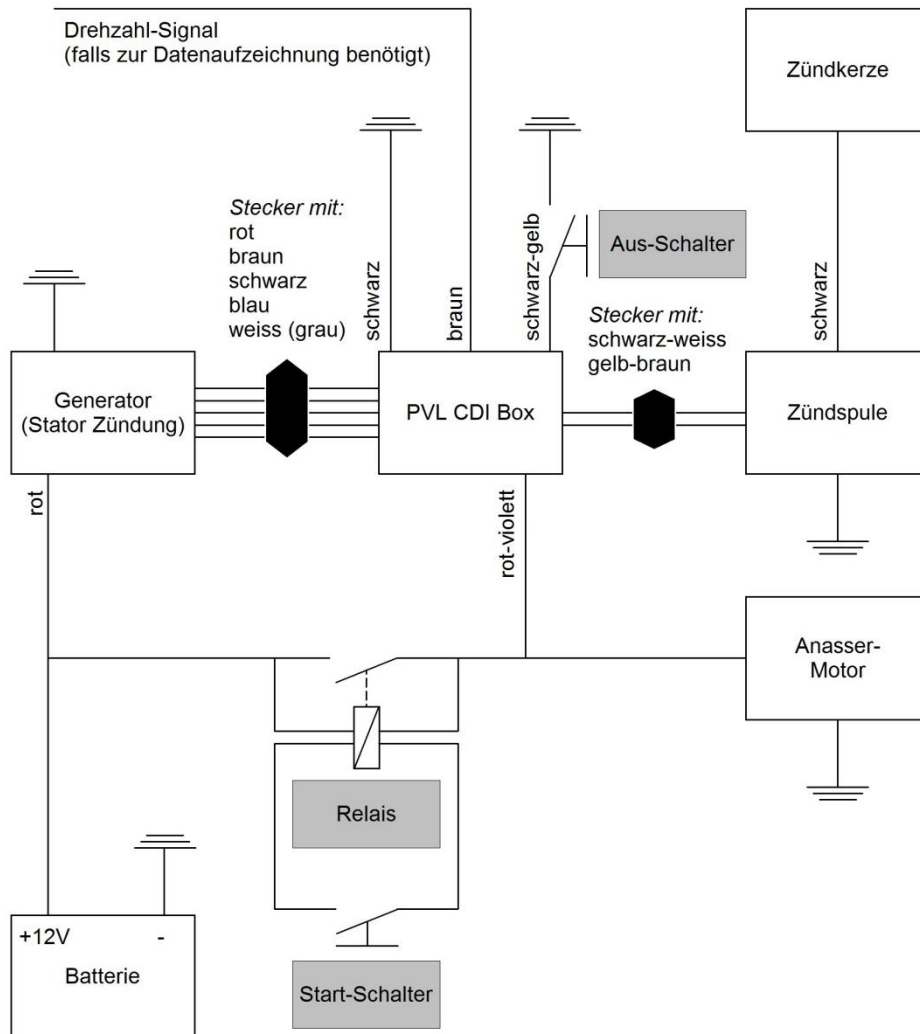 Drehzahl-Signal
(falls zur Datenaufzeichnung benötigt)
Zündkerze
Stecker mit:
rot
braun
schwarz
blau
weiss (grau)
schwarz
braun
schwarz-gelb
Aus-Schalter
schwarz
Stecker mit:
schwarz-weiss
gelb-braun
Generator
(Stator Zündung)
PVL CDI Box
Zündspule
rot
rot-violett
Anasser-
Motor
Relais
+12V -
Batterie
Start-Schalter